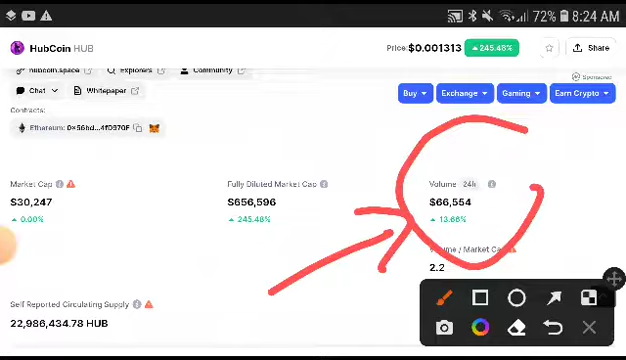 72% 8:24 AM
HubCoin HUB Price: $0.001313 ▲ 245.48% Share
hubcoin.space Explorers Community
Sponsored
Chat Whitepaper Buy Exchange Gaming Earn Crypto
Contracts:
Ethereum: 0x56bd...4fD970F
Market Cap Fully Diluted Market Cap Volume 24h
$30,247 $656,596 $66,554
▲ 0.00% ▲ 245.48% ▲ 13.66%
Volume / Market Cap
2.2
Self Reported Circulating Supply
22,986,434.78 HUB